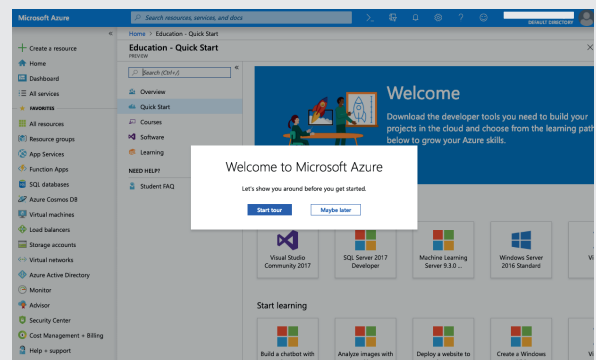 Microsoft Azure
Search resources, services, and docs
DEFAULT DIRECTORY
Create a resource
Home
Dashboard
All services
FAVORITES
All resources
Resource groups
App Services
Function Apps
SQL databases
Azure Cosmos DB
Virtual machines
Load balancers
Storage accounts
Virtual networks
Azure Active Directory
Monitor
Advisor
Security Center
Cost Management + Billing
Help + support
Home > Education - Quick Start
Education - Quick Start
PREVIEW
Search (Ctrl+/)
Overview
Quick Start
Courses
Software
Learning
NEED HELP?
Student FAQ
Welcome
Download the developer tools you need to build your
projects in the cloud and choose from the learning path
below to grow your Azure skills.
Welcome to Microsoft Azure
Let's show you around before you get started.
Start tour
Maybe later
Visual Studio
Community 2017
SQL Server 2017
Developer
Machine Learning
Server 9.3.0 ...
Windows Server
2016 Standard
Vi
Start learning
Build a chatbot with
Analyze images with
Deploy a website to
Create a Windows